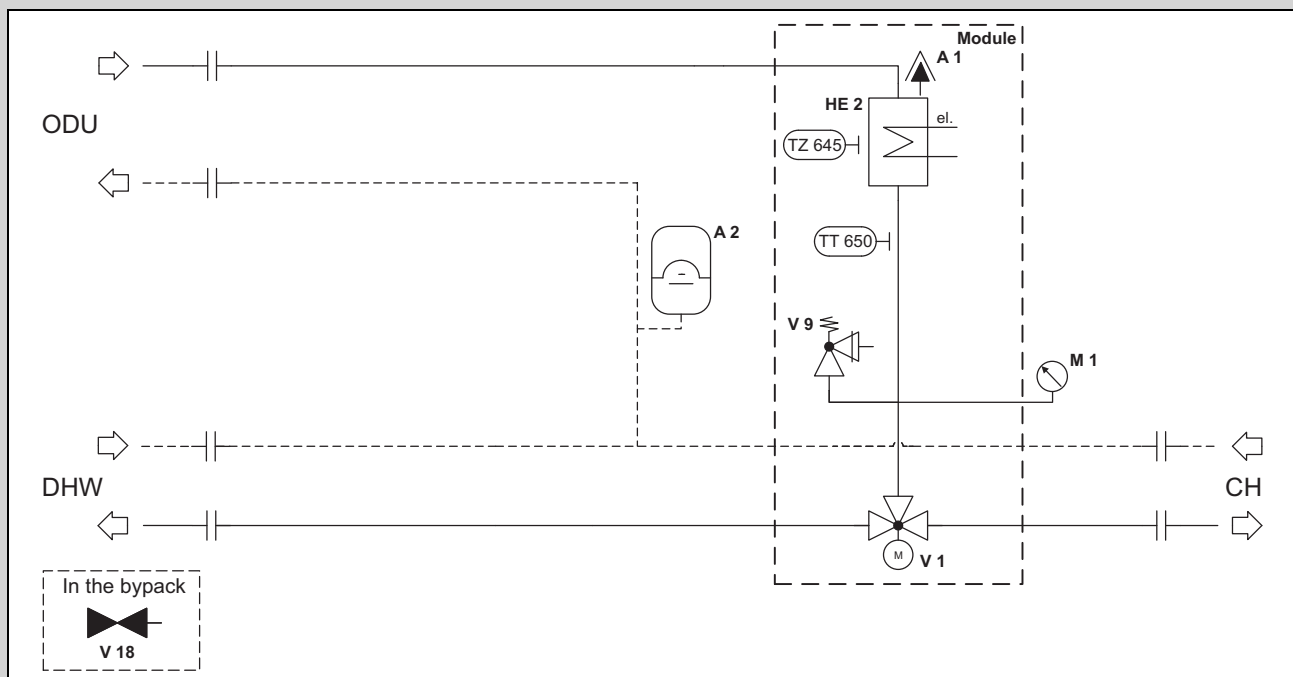 Module
A 1
ODU
HE 2
el.
TZ 645
A 2
TT 650
V 9
M 1
DHW
CH
M
V 1
In the bypack
V 18